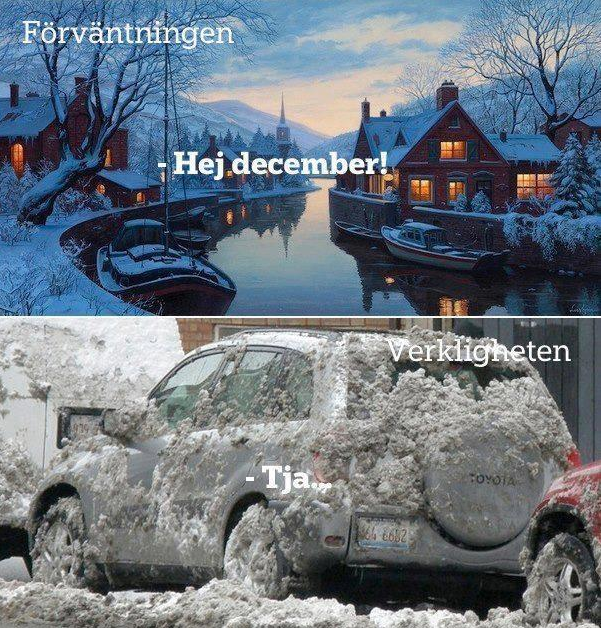 Förväntningen
- Hej december!
Verkligheten
- Tja...
TOYOTA